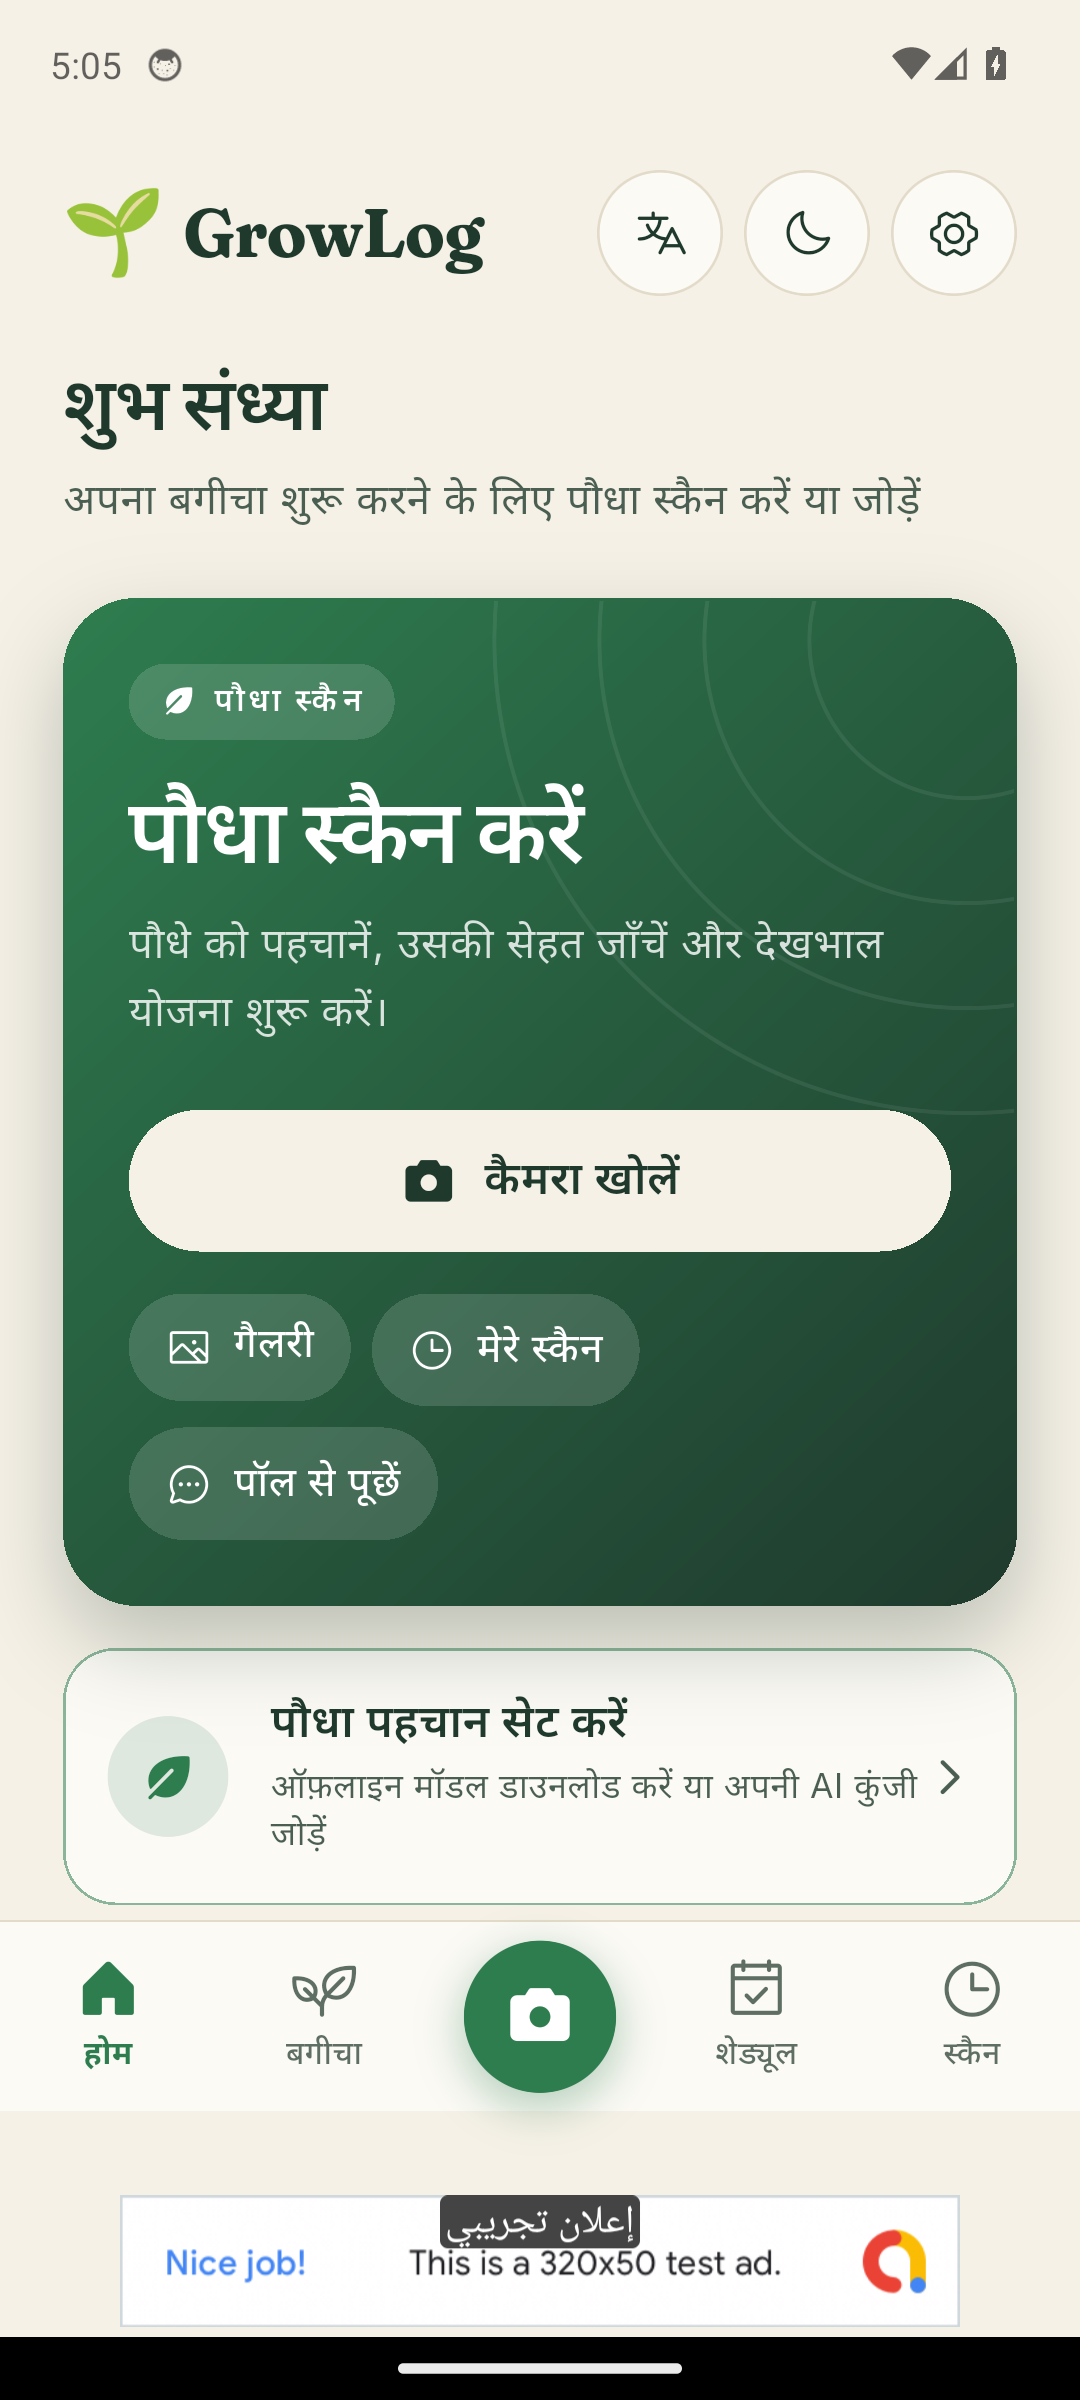 5:05
GrowLog
शुभ संध्या
अपना बगीचा शुरू करने के लिए पौधा स्कैन करें या जोड़ें
पौधा स्कैन
पौधा स्कैन करें
पौधे को पहचानें, उसकी सेहत जाँचें और देखभाल
योजना शुरू करें।
कैमरा खोलें
गैलरी
मेरे स्कैन
पॉल से पूछें
पौधा पहचान सेट करें
ऑफ़लाइन मॉडल डाउनलोड करें या अपनी AI कुंजी
जोड़ें
होम
बगीचा
शेड्यूल
स्कैन
إعلان تجريبي
Nice job!
This is a 320x50 test ad.